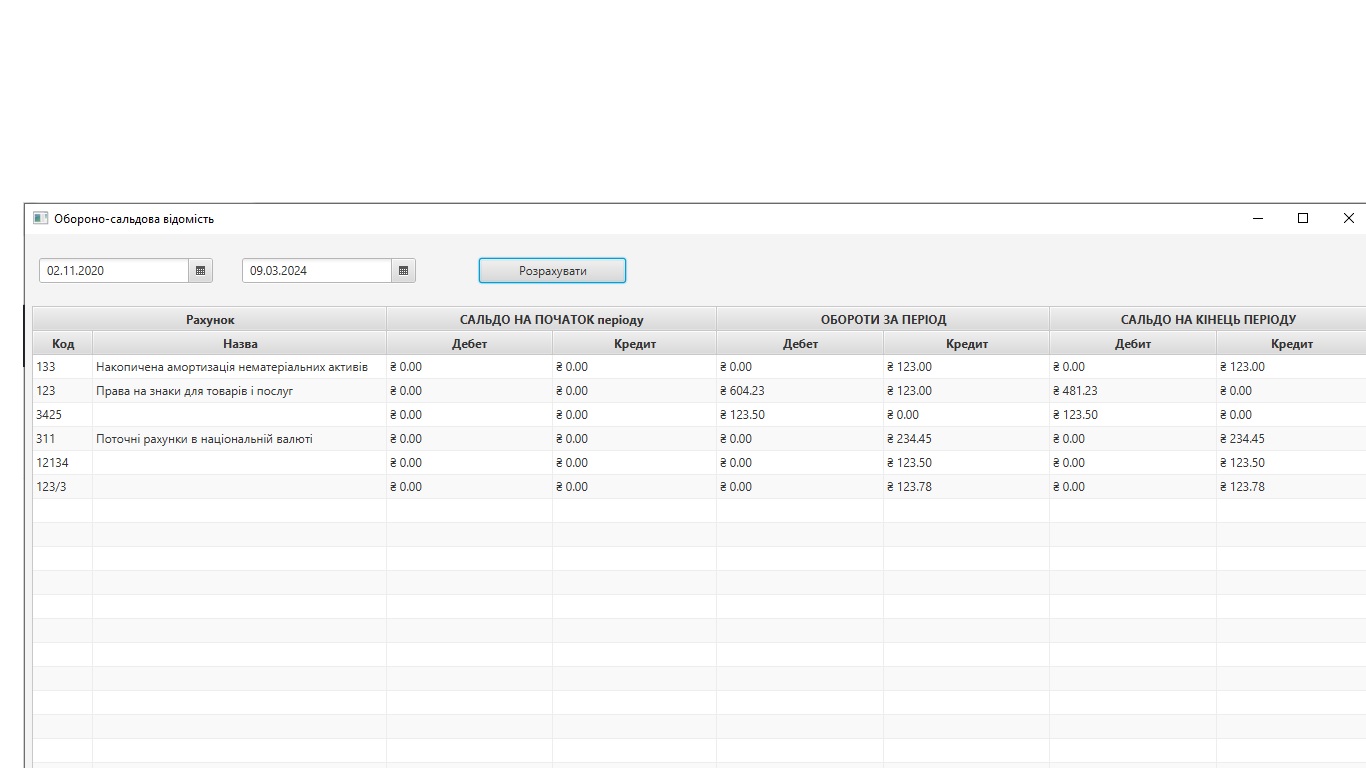 Обороно-сальдова відомість
02.11.2020 09.03.2024 Розрахувати
Рахунок САЛЬДО НА ПОЧАТОК періоду ОБОРОТИ ЗА ПЕРІОД САЛЬДО НА КІНЕЦЬ ПЕРІОДУ
Код Назва Дебет Кредит Дебет Кредит Дебит Кредит
133 Накопичена амортизація нематеріальних активів ₴ 0.00 ₴ 0.00 ₴ 0.00 ₴ 123.00 ₴ 0.00 ₴ 123.00
123 Права на знаки для товарів і послуг ₴ 0.00 ₴ 0.00 ₴ 604.23 ₴ 123.00 ₴ 481.23 ₴ 0.00
3425 ₴ 0.00 ₴ 0.00 ₴ 123.50 ₴ 0.00 ₴ 123.50 ₴ 0.00
311 Поточні рахунки в національній валюті ₴ 0.00 ₴ 0.00 ₴ 0.00 ₴ 234.45 ₴ 0.00 ₴ 234.45
12134 ₴ 0.00 ₴ 0.00 ₴ 0.00 ₴ 123.50 ₴ 0.00 ₴ 123.50
123/3 ₴ 0.00 ₴ 0.00 ₴ 0.00 ₴ 123.78 ₴ 0.00 ₴ 123.78